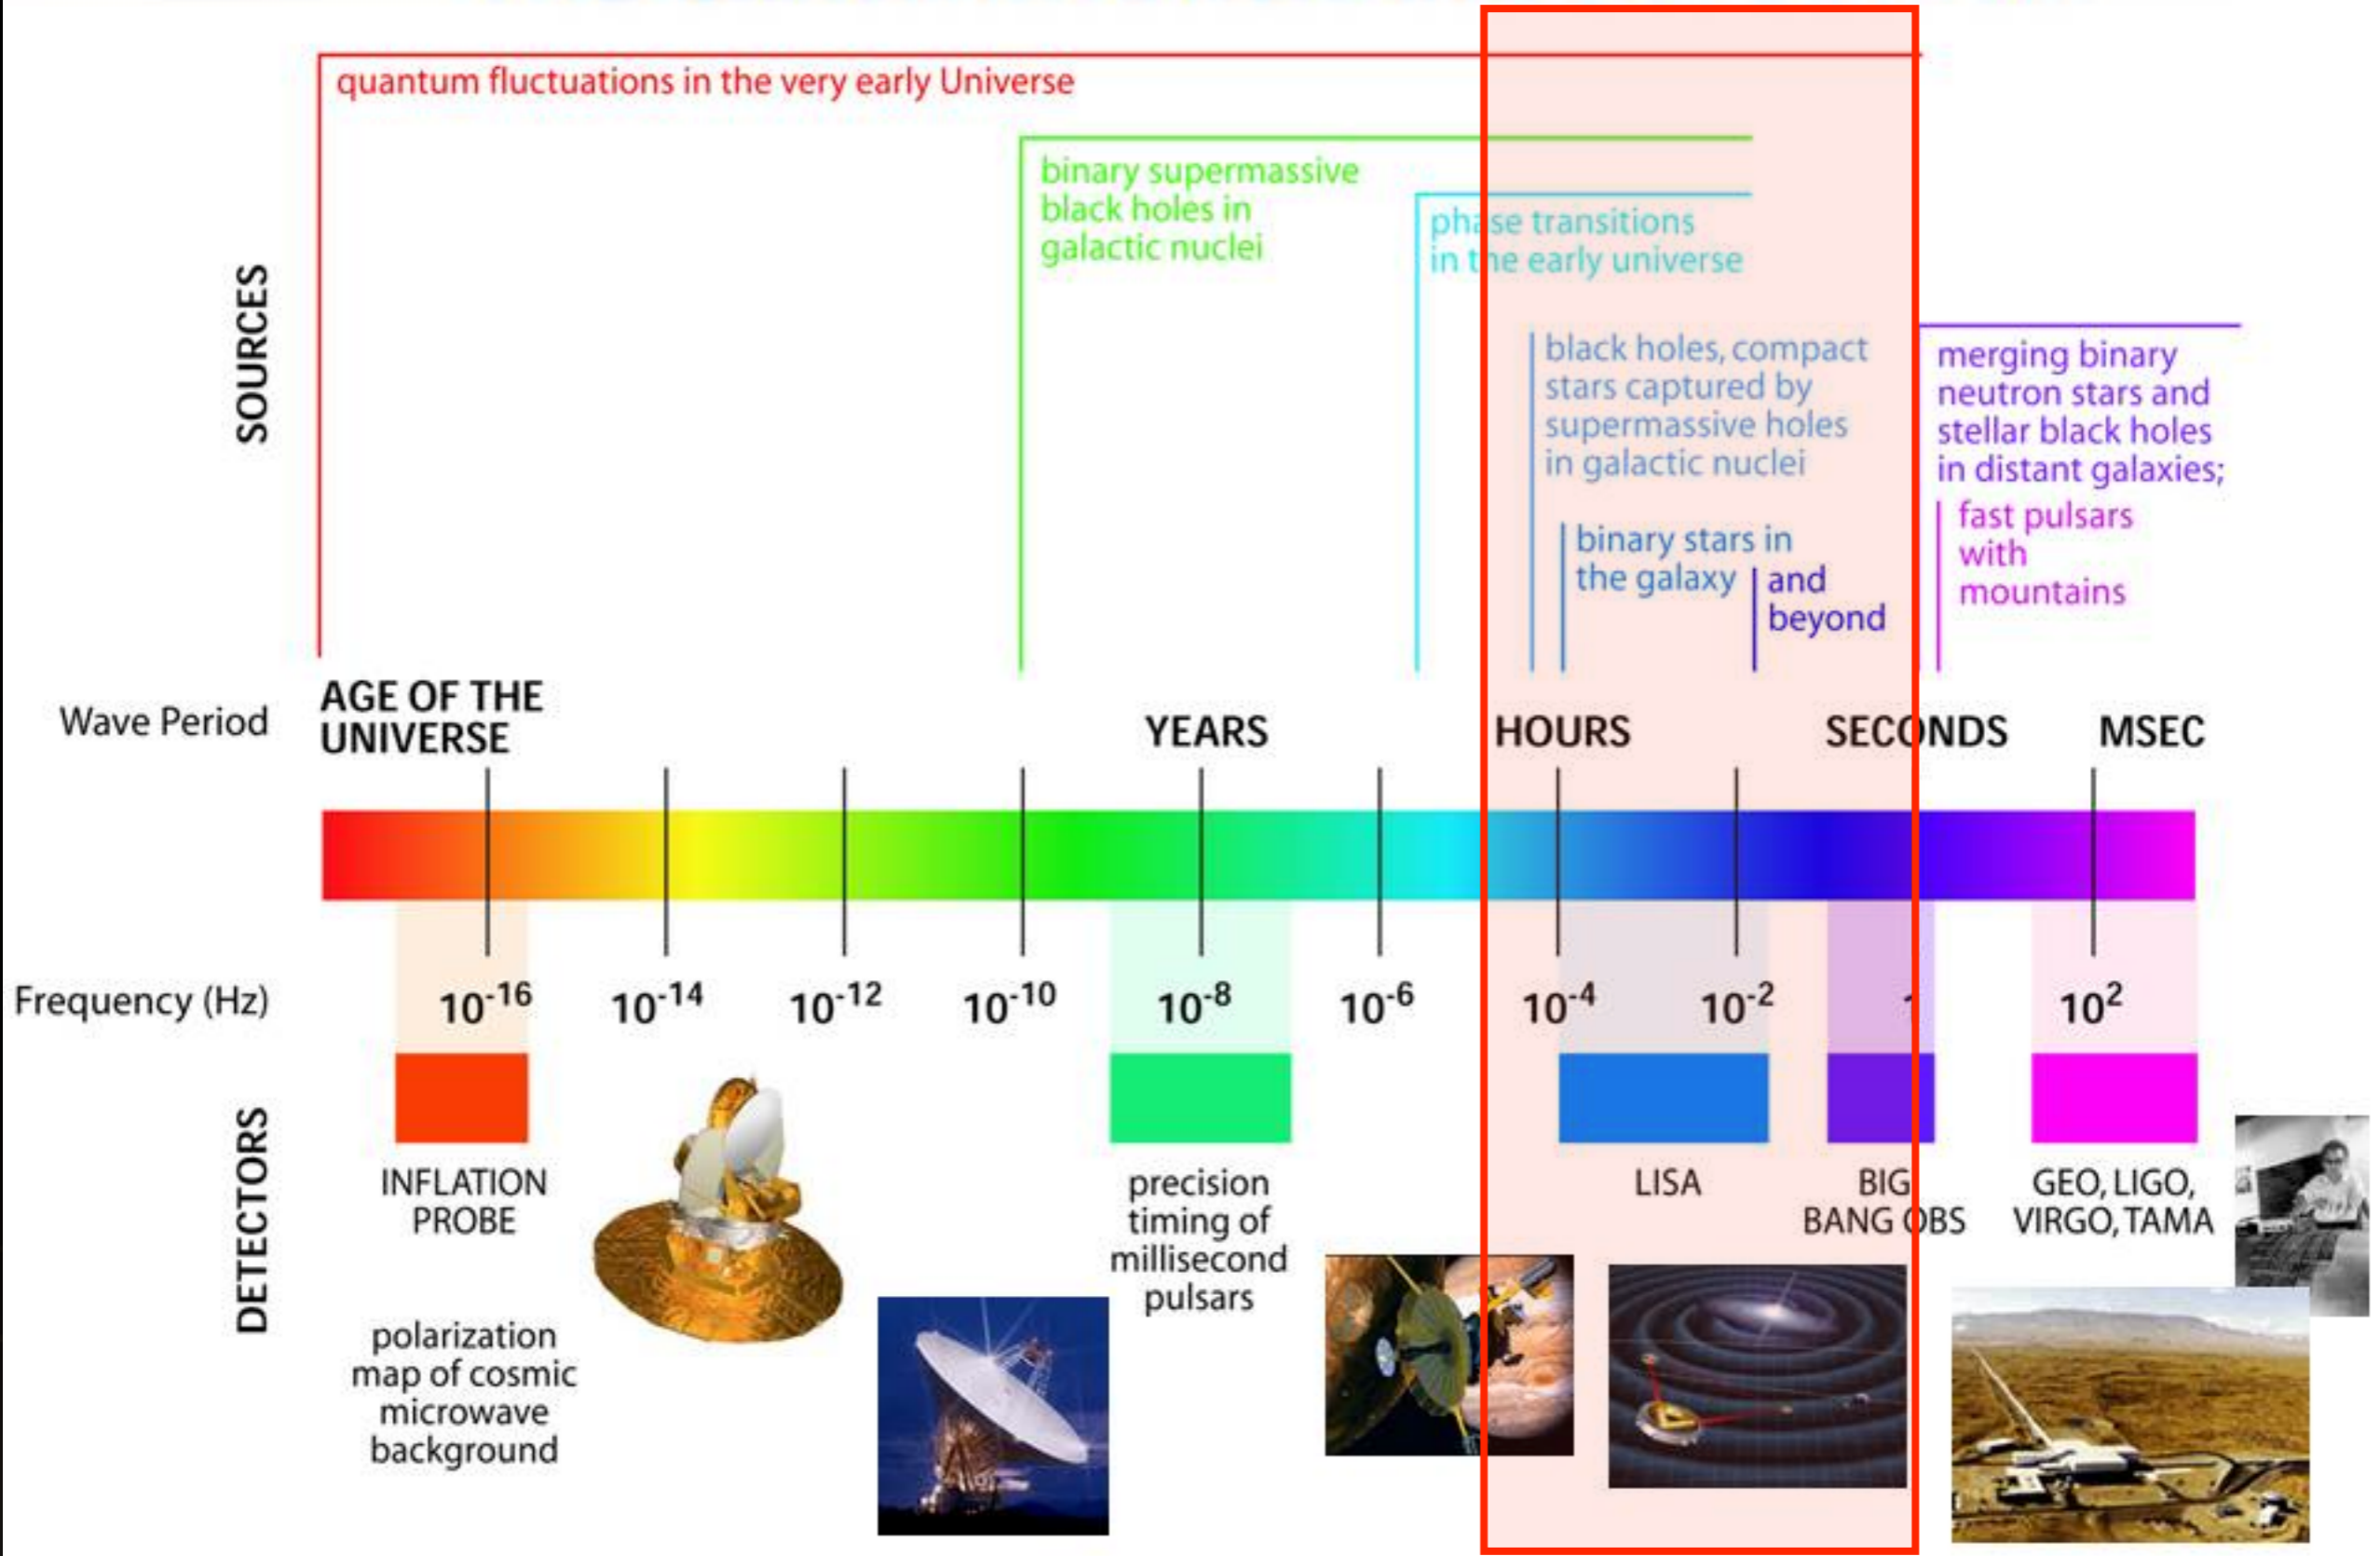 quantum fluctuations in the very early Universe
binary supermassive
black holes in
galactic nuclei
phase transitions
in the early universe
black holes, compact
stars captured by
supermassive holes
in galactic nuclei
binary stars in
the galaxy
and
beyond
merging binary
neutron stars and
stellar black holes
in distant galaxies;
fast pulsars
with
mountains
SOURCES
Wave Period
AGE OF THE
UNIVERSE
YEARS
HOURS
SECONDS
MSEC
Frequency (Hz)
10⁻¹⁶
10⁻¹⁴
10⁻¹²
10⁻¹⁰
10⁻⁸
10⁻⁶
10⁻⁴
10⁻²
1
10²
DETECTORS
INFLATION
PROBE
polarization
map of cosmic
microwave
background
precision
timing of
millisecond
pulsars
LISA
BIG
BANG OBS
GEO, LIGO,
VIRGO, TAMA